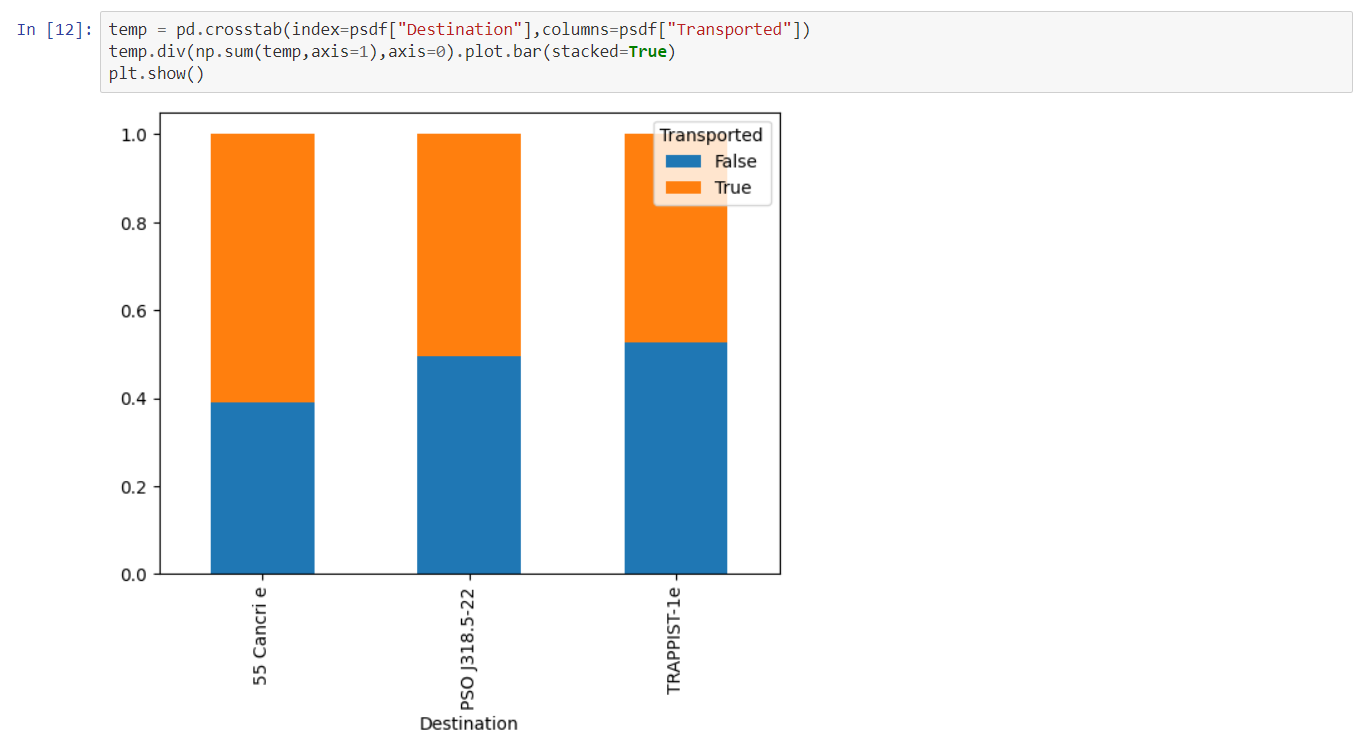 In [12]: temp = pd.crosstab(index=psdf["Destination"],columns=psdf["Transported"])
temp.div(np.sum(temp,axis=1),axis=0).plot.bar(stacked=True)
plt.show()
Transported
False
True
1.0
0.8
0.6
0.4
0.2
0.0
55 Cancri e
PSO J318.5-22
TRAPPIST-1e
Destination